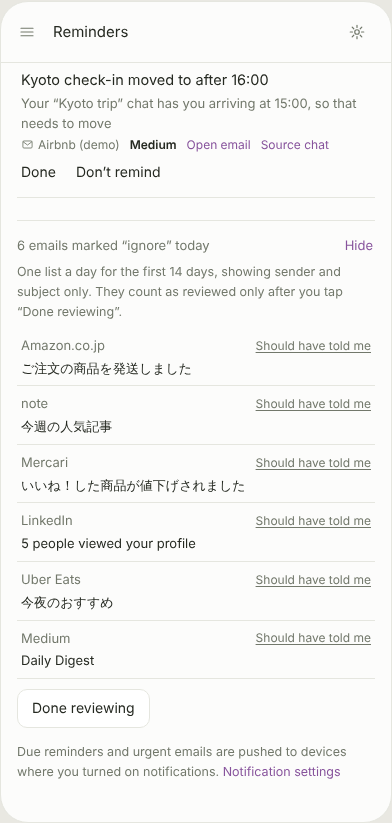 Reminders
Kyoto check-in moved to after 16:00
Your “Kyoto trip” chat has you arriving at 15:00, so that
needs to move
Airbnb (demo) Medium Open email Source chat
Done Don’t remind
6 emails marked “ignore” today Hide
One list a day for the first 14 days, showing sender and
subject only. They count as reviewed only after you tap
“Done reviewing”.
Amazon.co.jp Should have told me
ご注文の商品を発送しました
note Should have told me
今週の人気記事
Mercari Should have told me
いいね！した商品が値下げされました
LinkedIn Should have told me
5 people viewed your profile
Uber Eats Should have told me
今夜のおすすめ
Medium Should have told me
Daily Digest
Done reviewing
Due reminders and urgent emails are pushed to devices
where you turned on notifications. Notification settings